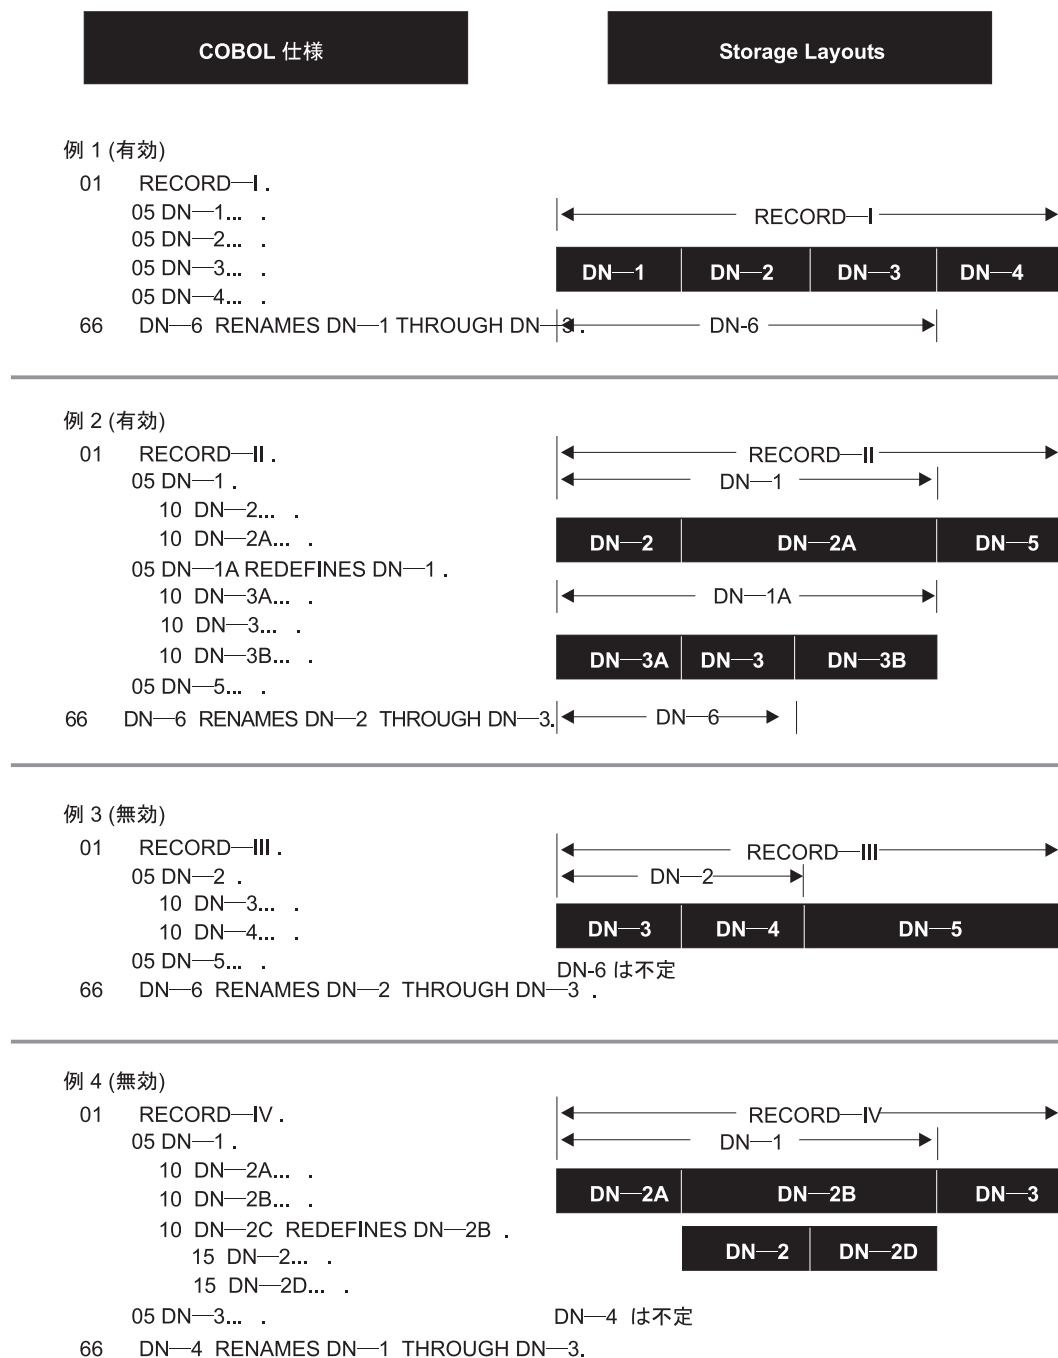 COBOL 仕様
Storage Layouts
例 1 (有効)
01 RECORD—I .
05 DN—1... .
05 DN—2... .
05 DN—3... .
05 DN—4... .
66 DN—6 RENAMES DN—1 THROUGH DN—3 .
RECORD—I
DN—1 DN—2 DN—3 DN—4
DN-6
例 2 (有効)
01 RECORD—II .
05 DN—1 .
10 DN—2... .
10 DN—2A... .
05 DN—1A REDEFINES DN—1 .
10 DN—3A... .
10 DN—3... .
10 DN—3B... .
05 DN—5... .
66 DN—6 RENAMES DN—2 THROUGH DN—3.
RECORD—II
DN—1
DN—2 DN—2A DN—5
DN—1A
DN—3A DN—3 DN—3B
DN—6
例 3 (無効)
01 RECORD—III .
05 DN—2 .
10 DN—3... .
10 DN—4... .
05 DN—5... .
66 DN—6 RENAMES DN—2 THROUGH DN—3 .
RECORD—III
DN—2
DN—3 DN—4 DN—5
DN-6 は不定
例 4 (無効)
01 RECORD—IV .
05 DN—1 .
10 DN—2A... .
10 DN—2B... .
10 DN—2C REDEFINES DN—2B .
15 DN—2... .
15 DN—2D... .
05 DN—3... .
66 DN—4 RENAMES DN—1 THROUGH DN—3.
RECORD—IV
DN—1
DN—2A DN—2B DN—3
DN—2 DN—2D
DN—4 は不定